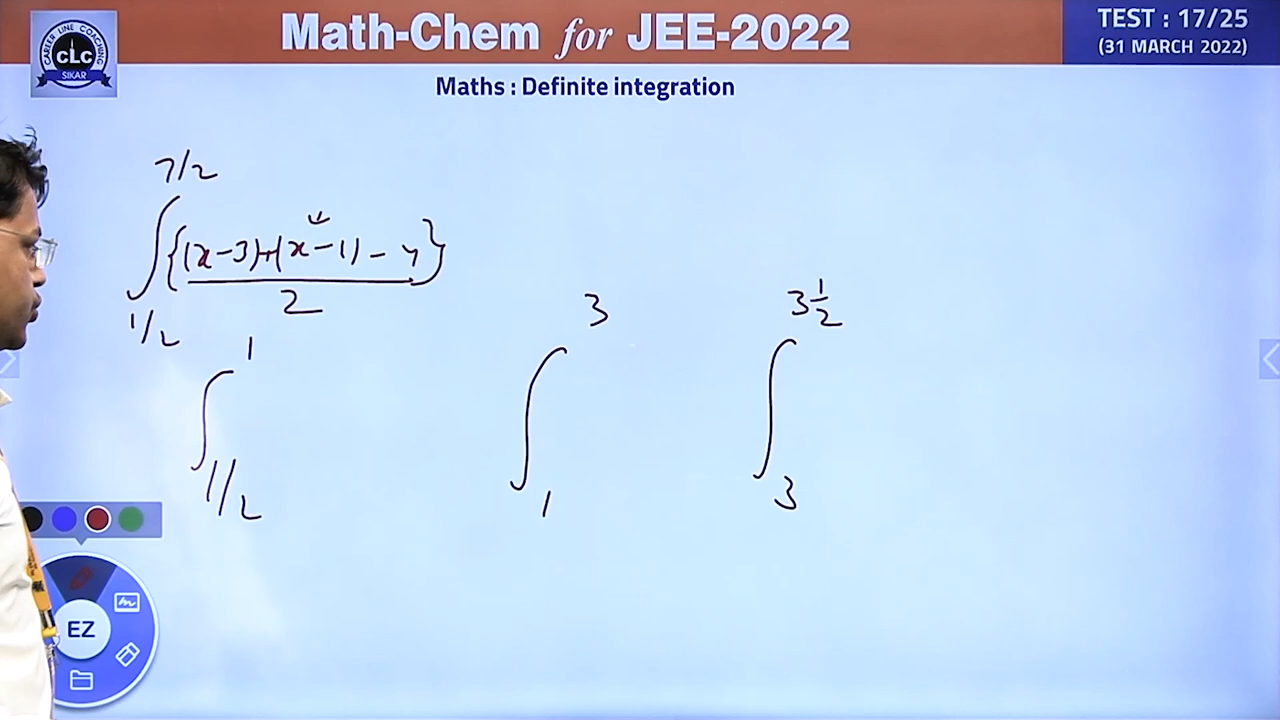 CAREER LINE COACHING
CLC
SIKAR
Math-Chem for JEE-2022
TEST : 17/25
(31 MARCH 2022)
Maths : Definite integration
7/2
∫ {(x-3)+(x-1) - 4}
2
1/2
1
∫
1/2
3
∫
1
3 1/2
∫
3
EZ